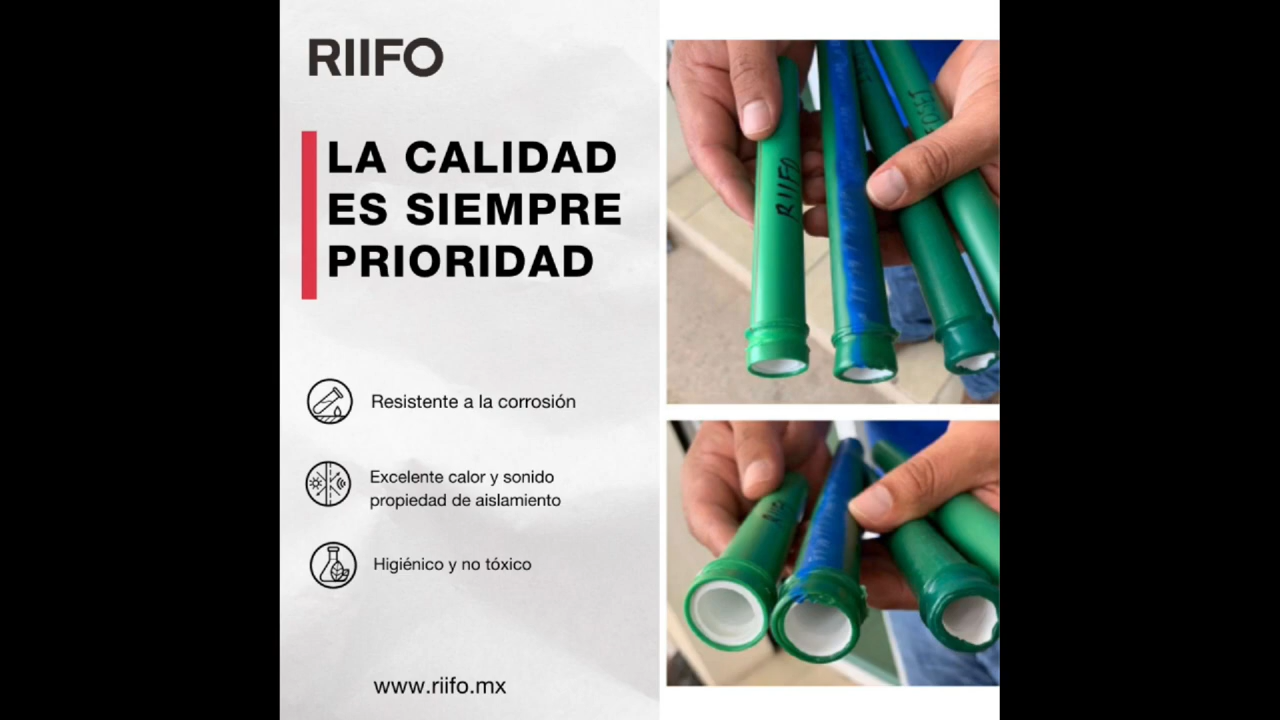 RIIFO
LA CALIDAD
ES SIEMPRE
PRIORIDAD
Resistente a la corrosión
Excelente calor y sonido
propiedad de aislamiento
Higiénico y no tóxico
www.riifo.mx
RIIFO